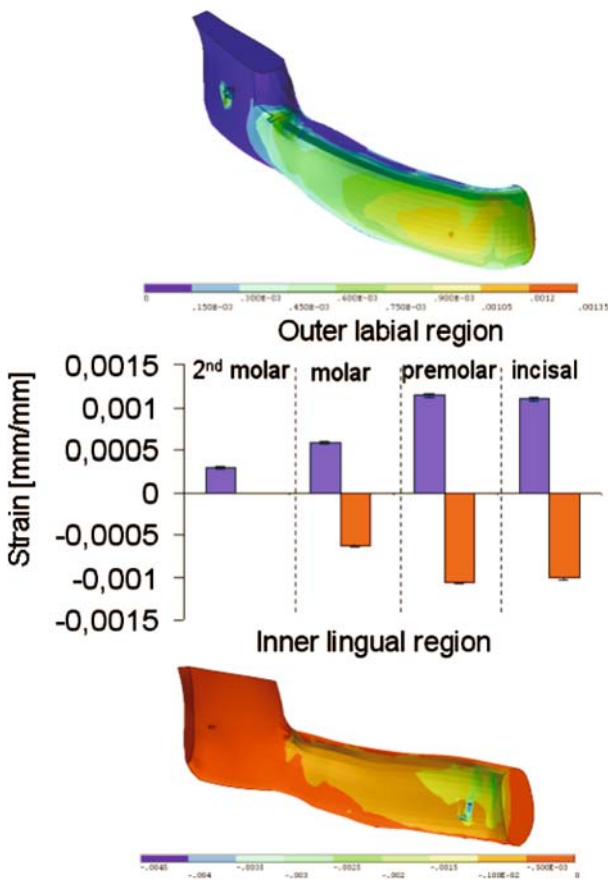 0 .300E-03 .600E-03 .900E-03 .0012
.150E-03 .450E-03 .750E-03 .00105 .00135
Outer labial region
2nd molar molar premolar incisal
Strain [mm/mm]
0,0015
0,001
0,0005
0
-0,0005
-0,001
-0,0015
Inner lingual region
-.0045 -.0035 -.0025 -.0015 -.500E-03
-.004 -.003 -.002 -.100E-02 0